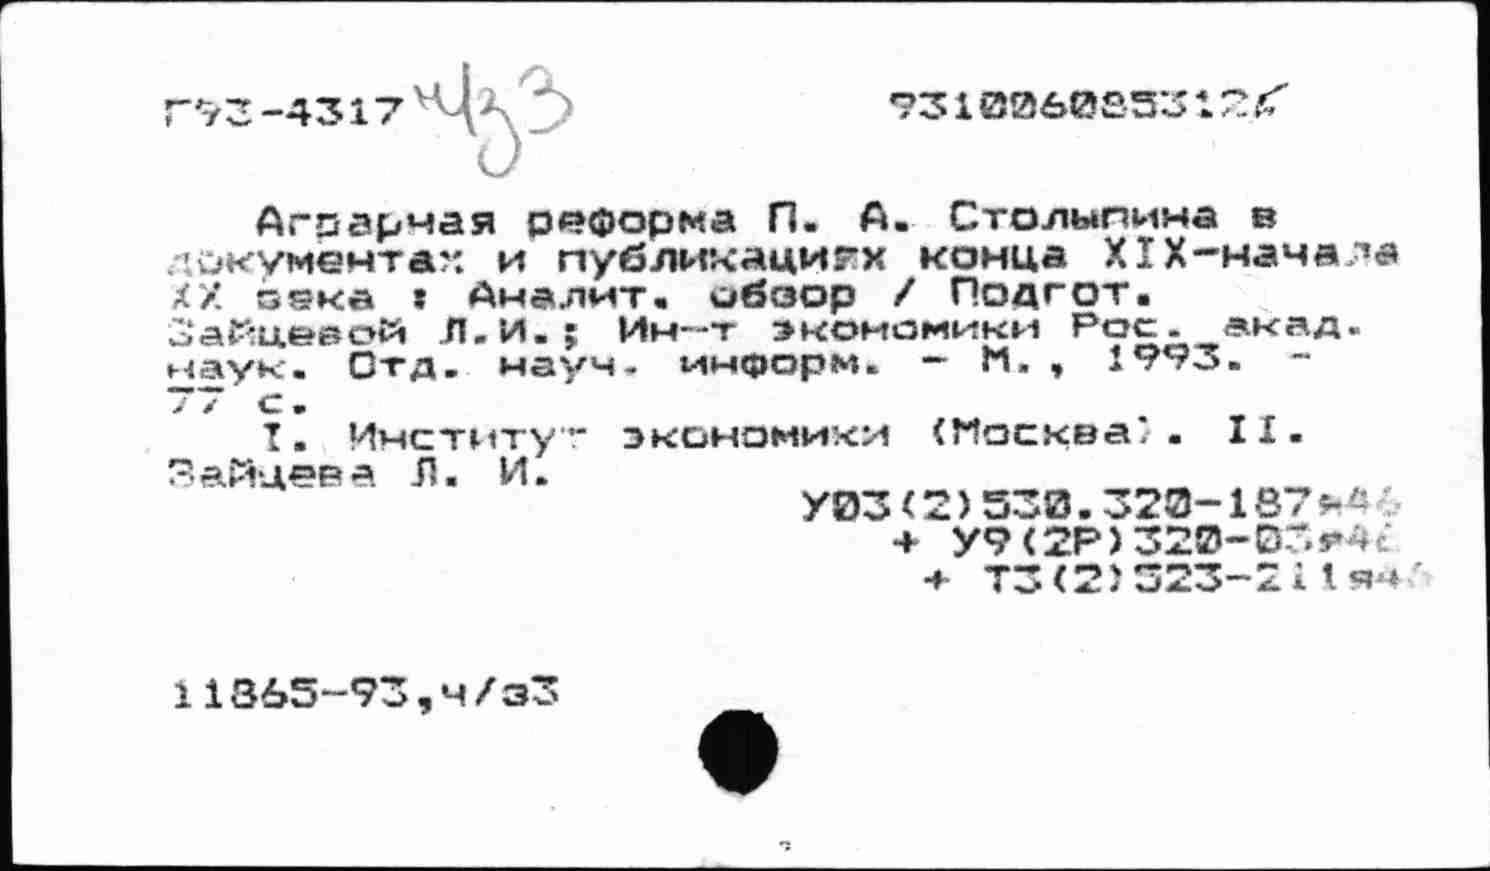 Г93-4317 ч/з 3
9310060853126
Аграрная реформа П. А. Столыпина в
документах и публикациях конца XIX-начала
XX века : Аналит. обзор / Подгот.
Зайцевой Л.И.; Ин-т экономики Рос. акад.
наук. Отд. науч. информ. - М., 1993. -
77 с.
I. Институт экономики (Москва). II.
Зайцева Л. И.
У03(2)530.320-187я46
+ У9(2Р)320-03я46
+ Т3(2)523-211я46
11865-93,ч/з3